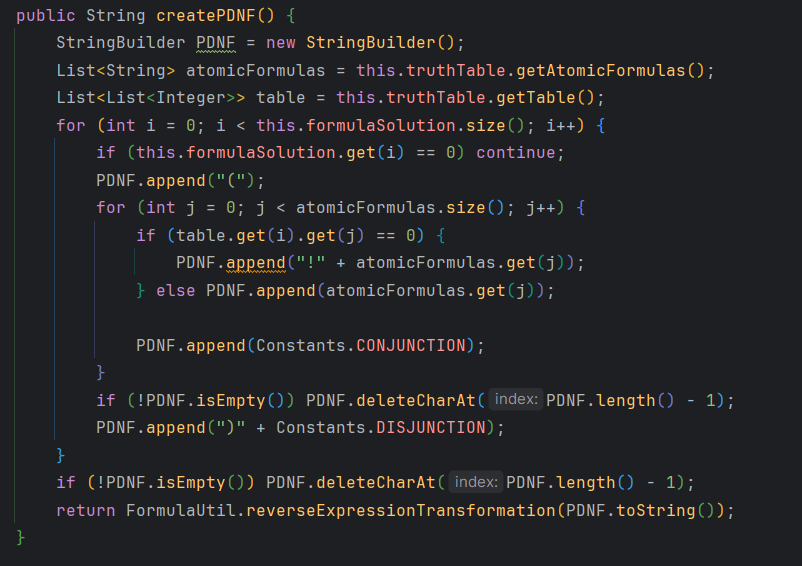 public String createPDNF() {
    StringBuilder PDNF = new StringBuilder();
    List<String> atomicFormulas = this.truthTable.getAtomicFormulas();
    List<List<Integer>> table = this.truthTable.getTable();
    for (int i = 0; i < this.formulaSolution.size(); i++) {
        if (this.formulaSolution.get(i) == 0) continue;
        PDNF.append("(");
        for (int j = 0; j < atomicFormulas.size(); j++) {
            if (table.get(i).get(j) == 0) {
                PDNF.append("!" + atomicFormulas.get(j));
            } else PDNF.append(atomicFormulas.get(j));
            PDNF.append(Constants.CONJUNCTION);
        }
        if (!PDNF.isEmpty()) PDNF.deleteCharAt( index: PDNF.length() - 1);
        PDNF.append(")" + Constants.DISJUNCTION);
    }
    if (!PDNF.isEmpty()) PDNF.deleteCharAt( index: PDNF.length() - 1);
    return FormulaUtil.reverseExpressionTransformation(PDNF.toString());
}